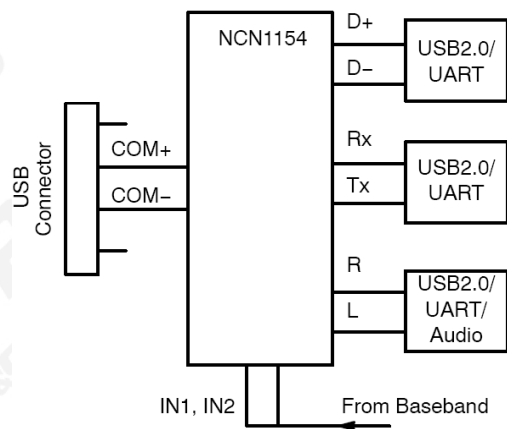 NCN1154
D+
D−
USB2.0/
UART
USB
Connector
COM+
COM−
Rx
Tx
USB2.0/
UART
R
L
USB2.0/
UART/
Audio
IN1, IN2
From Baseband